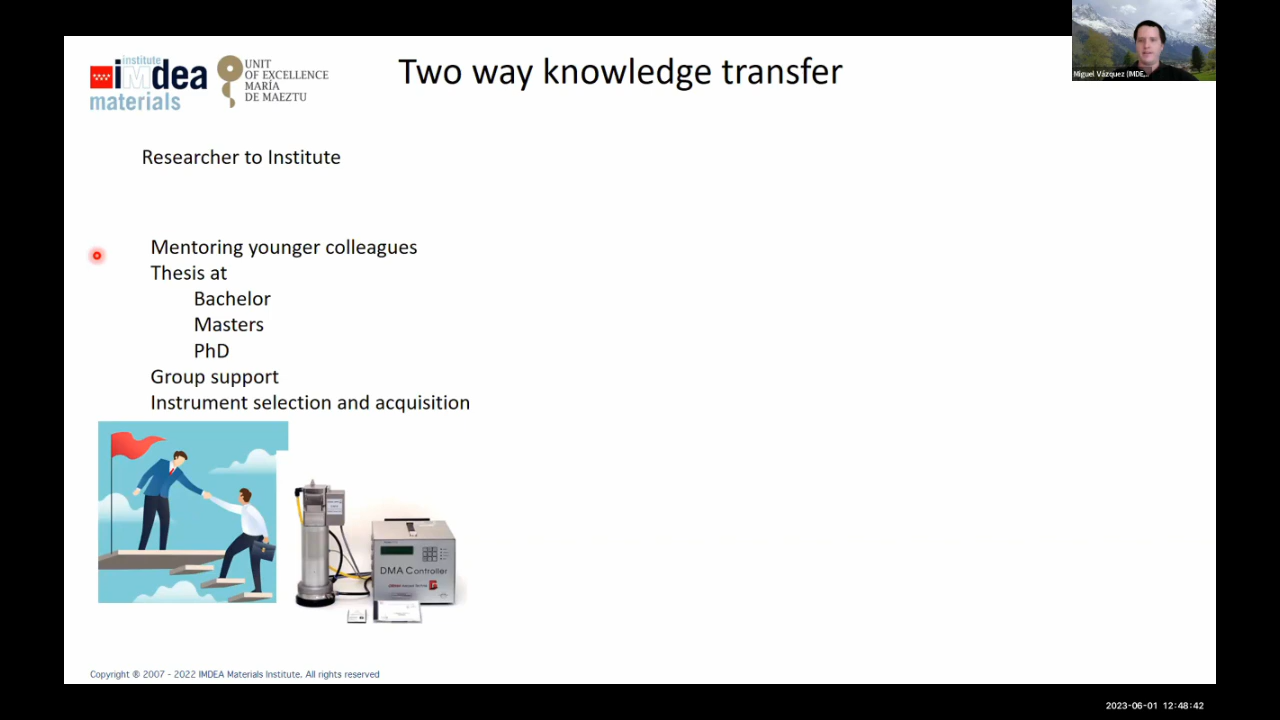 institute
iMdea
materials
UNIT
OF EXCELLENCE
MARÍA
DE MAEZTU
Two way knowledge transfer
Miguel Vázquez (IMDE...
Researcher to Institute
Mentoring younger colleagues
Thesis at
Bachelor
Masters
PhD
Group support
Instrument selection and acquisition
DMA Controller
Copyright ® 2007 - 2022 IMDEA Materials Institute. All rights reserved
2023-06-01 12:48:42